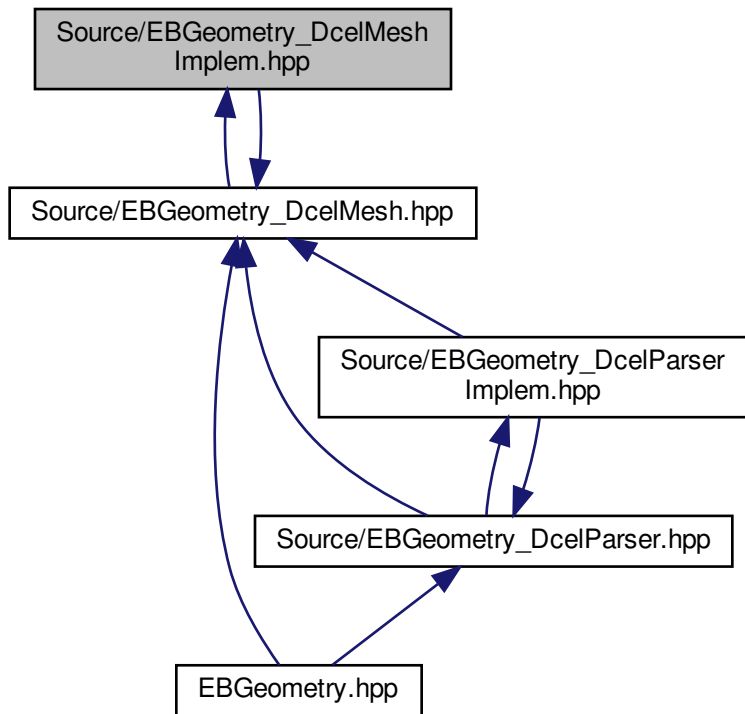 Source/EBGeometry_DcelMesh
Implem.hpp
Source/EBGeometry_DcelMesh.hpp
Source/EBGeometry_DcelParser
Implem.hpp
Source/EBGeometry_DcelParser.hpp
EBGeometry.hpp